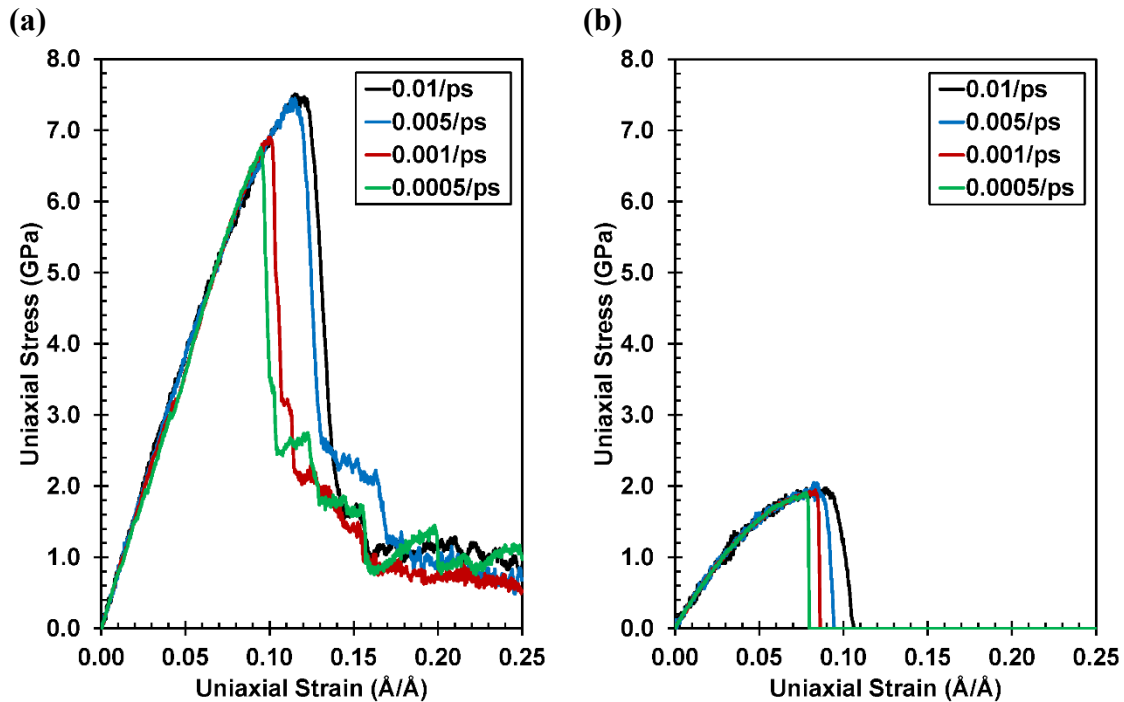 (a)
8.0
7.0
6.0
5.0
4.0
3.0
2.0
1.0
0.0
Uniaxial Stress (GPa)
0.01/ps
0.005/ps
0.001/ps
0.0005/ps
0.00
0.05
0.10
0.15
0.20
0.25
Uniaxial Strain (Å/Å)
(b)
8.0
7.0
6.0
5.0
4.0
3.0
2.0
1.0
0.0
Uniaxial Stress (GPa)
0.01/ps
0.005/ps
0.001/ps
0.0005/ps
0.00
0.05
0.10
0.15
0.20
0.25
Uniaxial Strain (Å/Å)